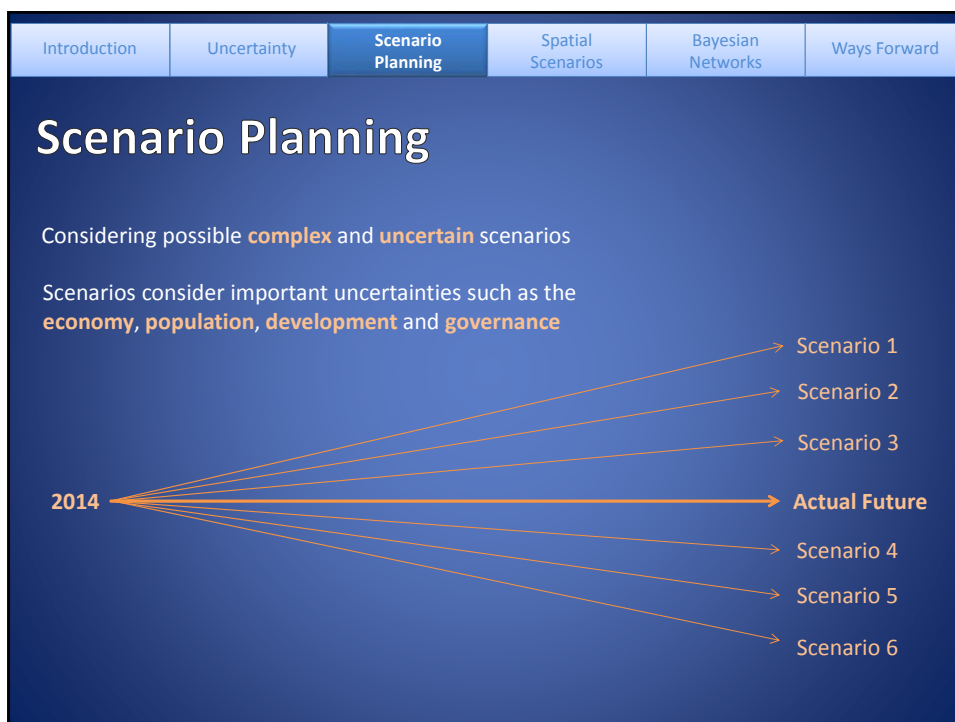 Introduction
Uncertainty
Scenario
Planning
Spatial
Scenarios
Bayesian
Networks
Ways Forward
Scenario Planning
Considering possible complex and uncertain scenarios
Scenarios consider important uncertainties such as the
economy, population, development and governance
Scenario 1
Scenario 2
Scenario 3
2014
Actual Future
Scenario 4
Scenario 5
Scenario 6